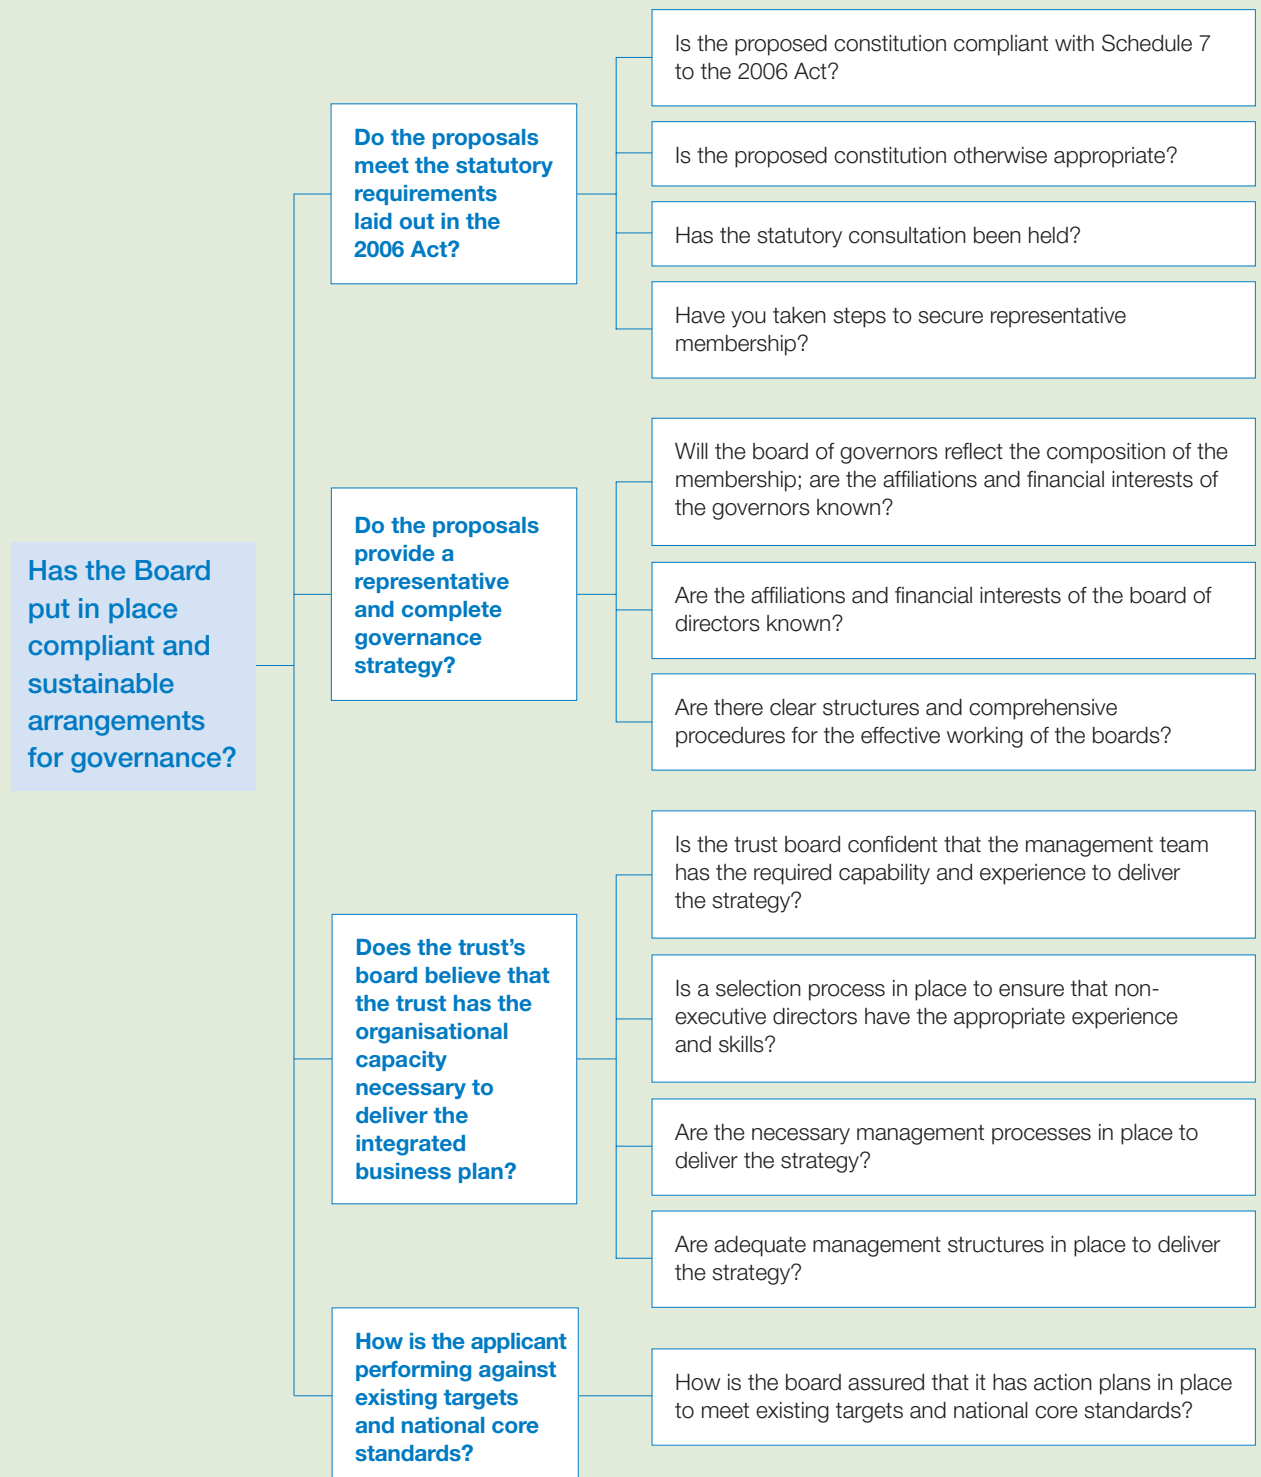 Has the Board
put in place
compliant and
sustainable
arrangements
for governance?
Do the proposals
meet the statutory
requirements
laid out in the
2006 Act?
Is the proposed constitution compliant with Schedule 7
to the 2006 Act?
Is the proposed constitution otherwise appropriate?
Has the statutory consultation been held?
Have you taken steps to secure representative
membership?
Do the proposals
provide a
representative
and complete
governance
strategy?
Will the board of governors reflect the composition of the
membership; are the affiliations and financial interests of
the governors known?
Are the affiliations and financial interests of the board of
directors known?
Are there clear structures and comprehensive
procedures for the effective working of the boards?
Does the trust’s
board believe that
the trust has the
organisational
capacity
necessary to
deliver the
integrated
business plan?
Is the trust board confident that the management team
has the required capability and experience to deliver
the strategy?
Is a selection process in place to ensure that non-
executive directors have the appropriate experience
and skills?
Are the necessary management processes in place to
deliver the strategy?
Are adequate management structures in place to deliver
the strategy?
How is the applicant
performing against
existing targets
and national core
standards?
How is the board assured that it has action plans in place
to meet existing targets and national core standards?